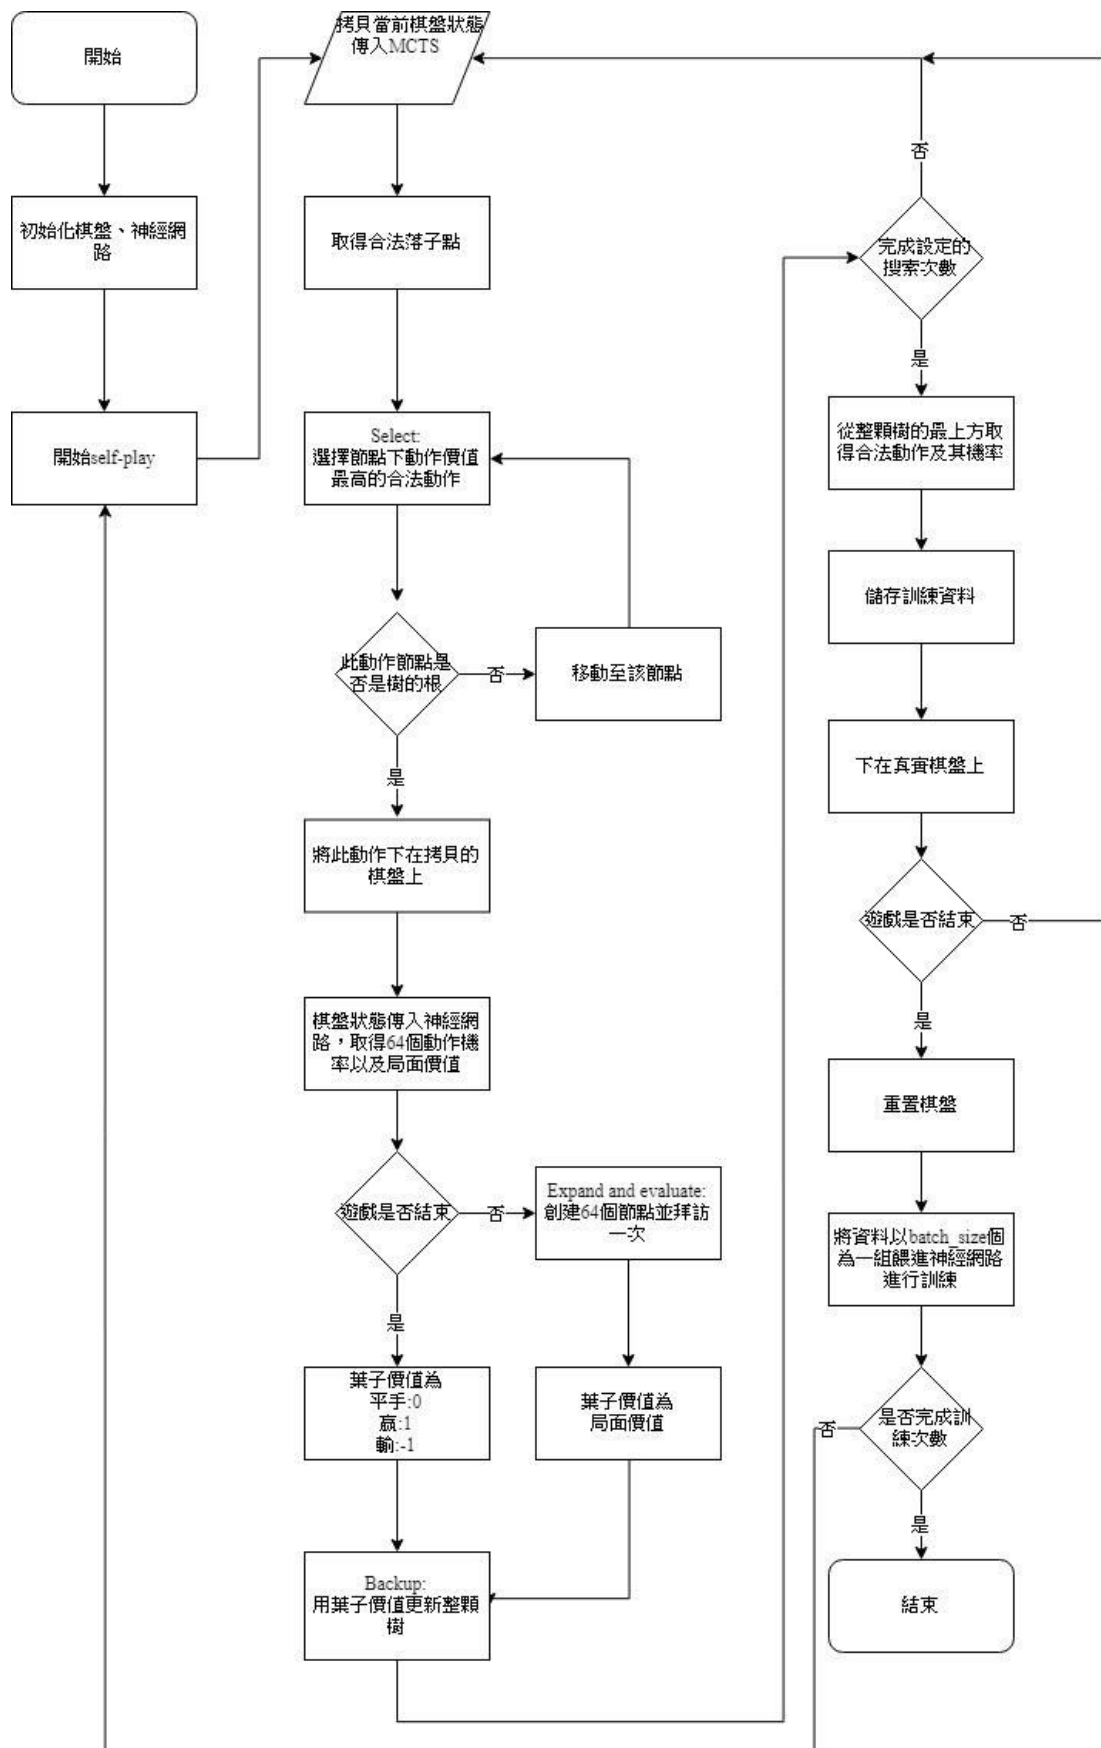 開始
初始化棋盤、神經網
路
開始self-play
拷貝當前棋盤狀態
傳入MCTS
取得合法落子點
Select:
選擇節點下動作價值
最高的合法動作
此動作節點是
否是樹的根
否
移動至該節點
是
將此動作下在拷貝的
棋盤上
棋盤狀態傳入神經網
路，取得64個動作機
率以及局面價值
遊戲是否結束
否
Expand and evaluate:
創建64個節點並拜訪
一次
是
葉子價值為
平手:0
贏:1
輸:-1
葉子價值為
局面價值
Backup:
用葉子價值更新整顆
樹
否
完成設定的
搜索次數
是
從整顆樹的最上方取
得合法動作及其機率
儲存訓練資料
下在真實棋盤上
遊戲是否結束
否
是
重置棋盤
將資料以batch_size個
為一組餵進神經網路
進行訓練
是否完成訓
練次數
否
是
結束